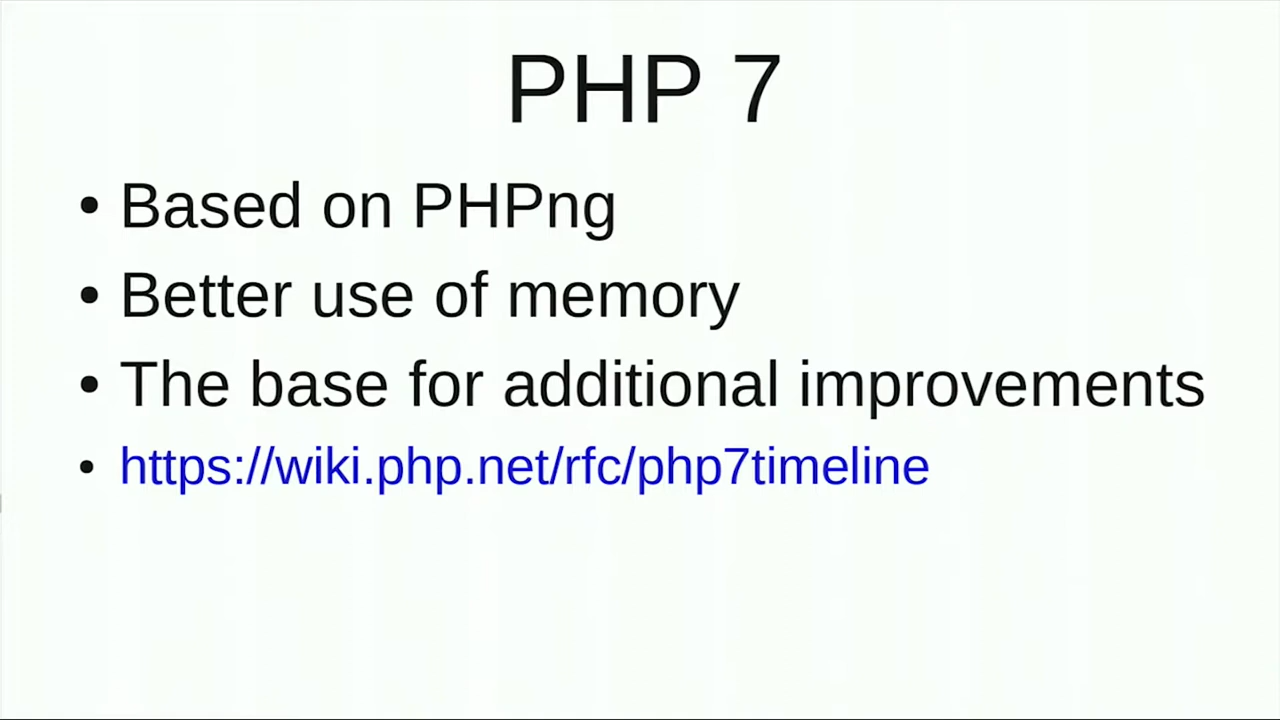 PHP 7
• Based on PHPng
• Better use of memory
• The base for additional improvements
• https://wiki.php.net/rfc/php7timeline